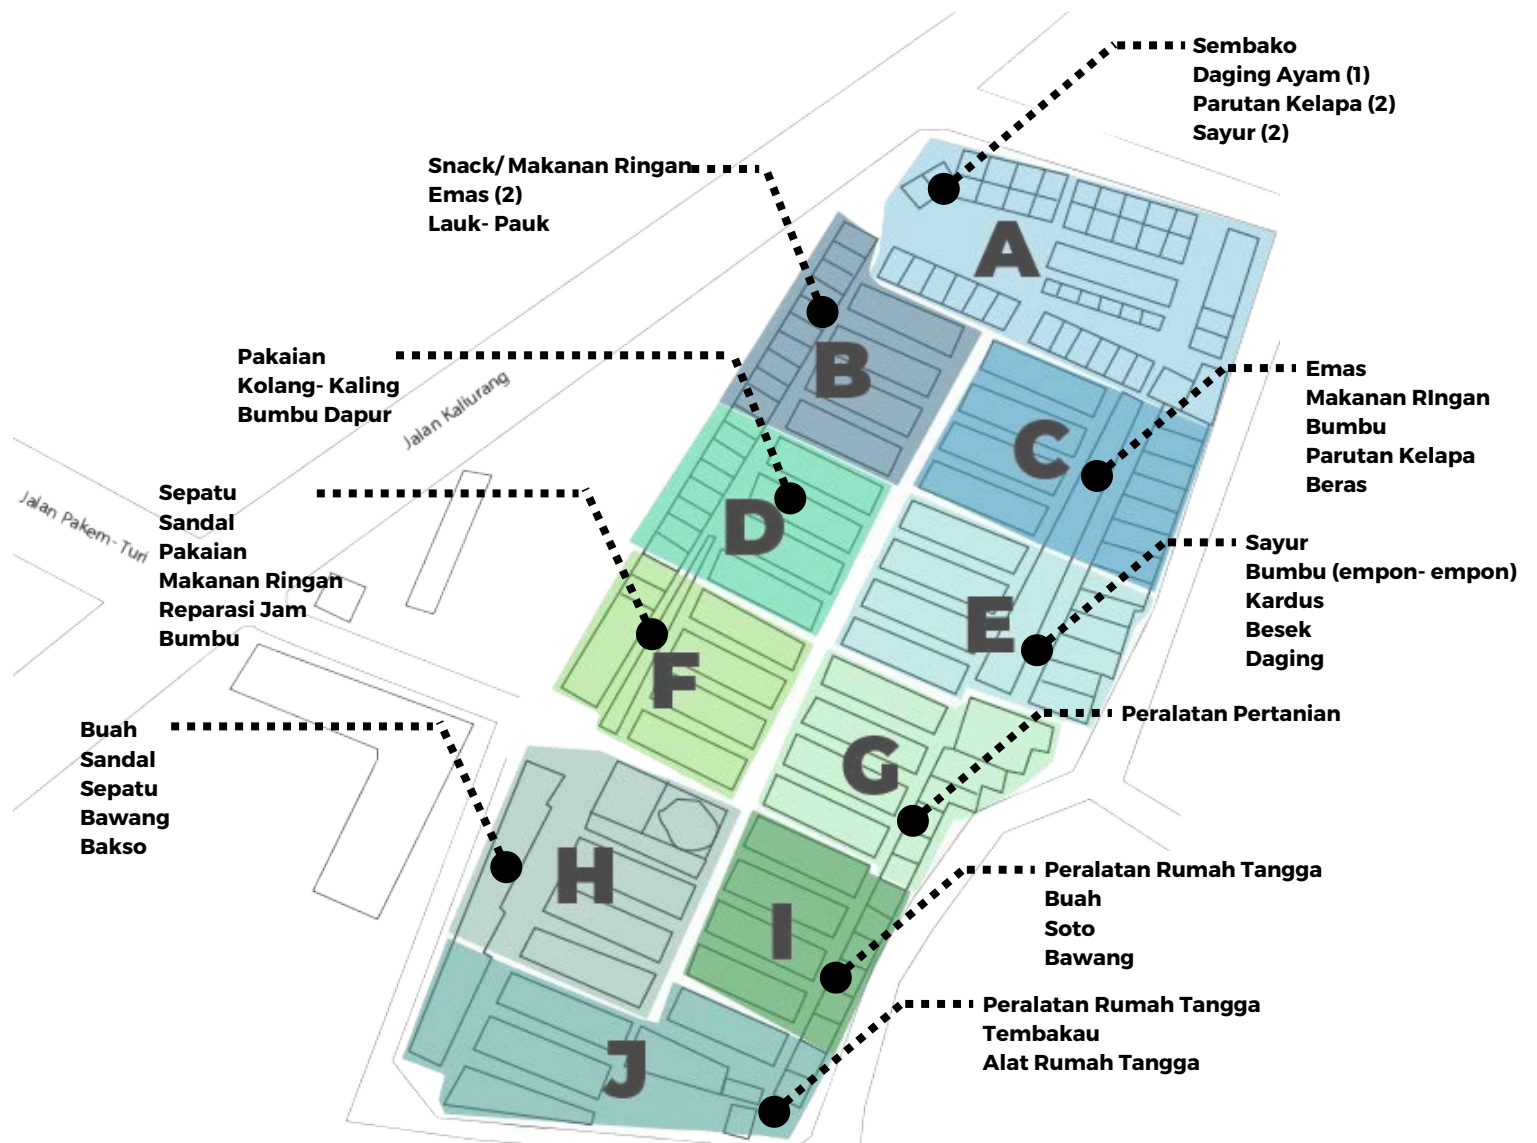 Sembako
Daging Ayam (1)
Parutan Kelapa (2)
Sayur (2)
Snack/ Makanan Ringan
Emas (2)
Lauk- Pauk
A
B
Pakaian
Kolang- Kaling
Bumbu Dapur
Jalan Kaliurang
Emas
Makanan RIngan
Bumbu
Parutan Kelapa
Beras
C
Jalan Pakem- Turi
Sepatu
Sandal
Pakaian
Makanan Ringan
Reparasi Jam
Bumbu
D
Sayur
Bumbu (empon- empon)
Kardus
Besek
Daging
E
F
Buah
Sandal
Sepatu
Bawang
Bakso
Peralatan Pertanian
G
H
I
Peralatan Rumah Tangga
Buah
Soto
Bawang
Peralatan Rumah Tangga
Tembakau
Alat Rumah Tangga
J